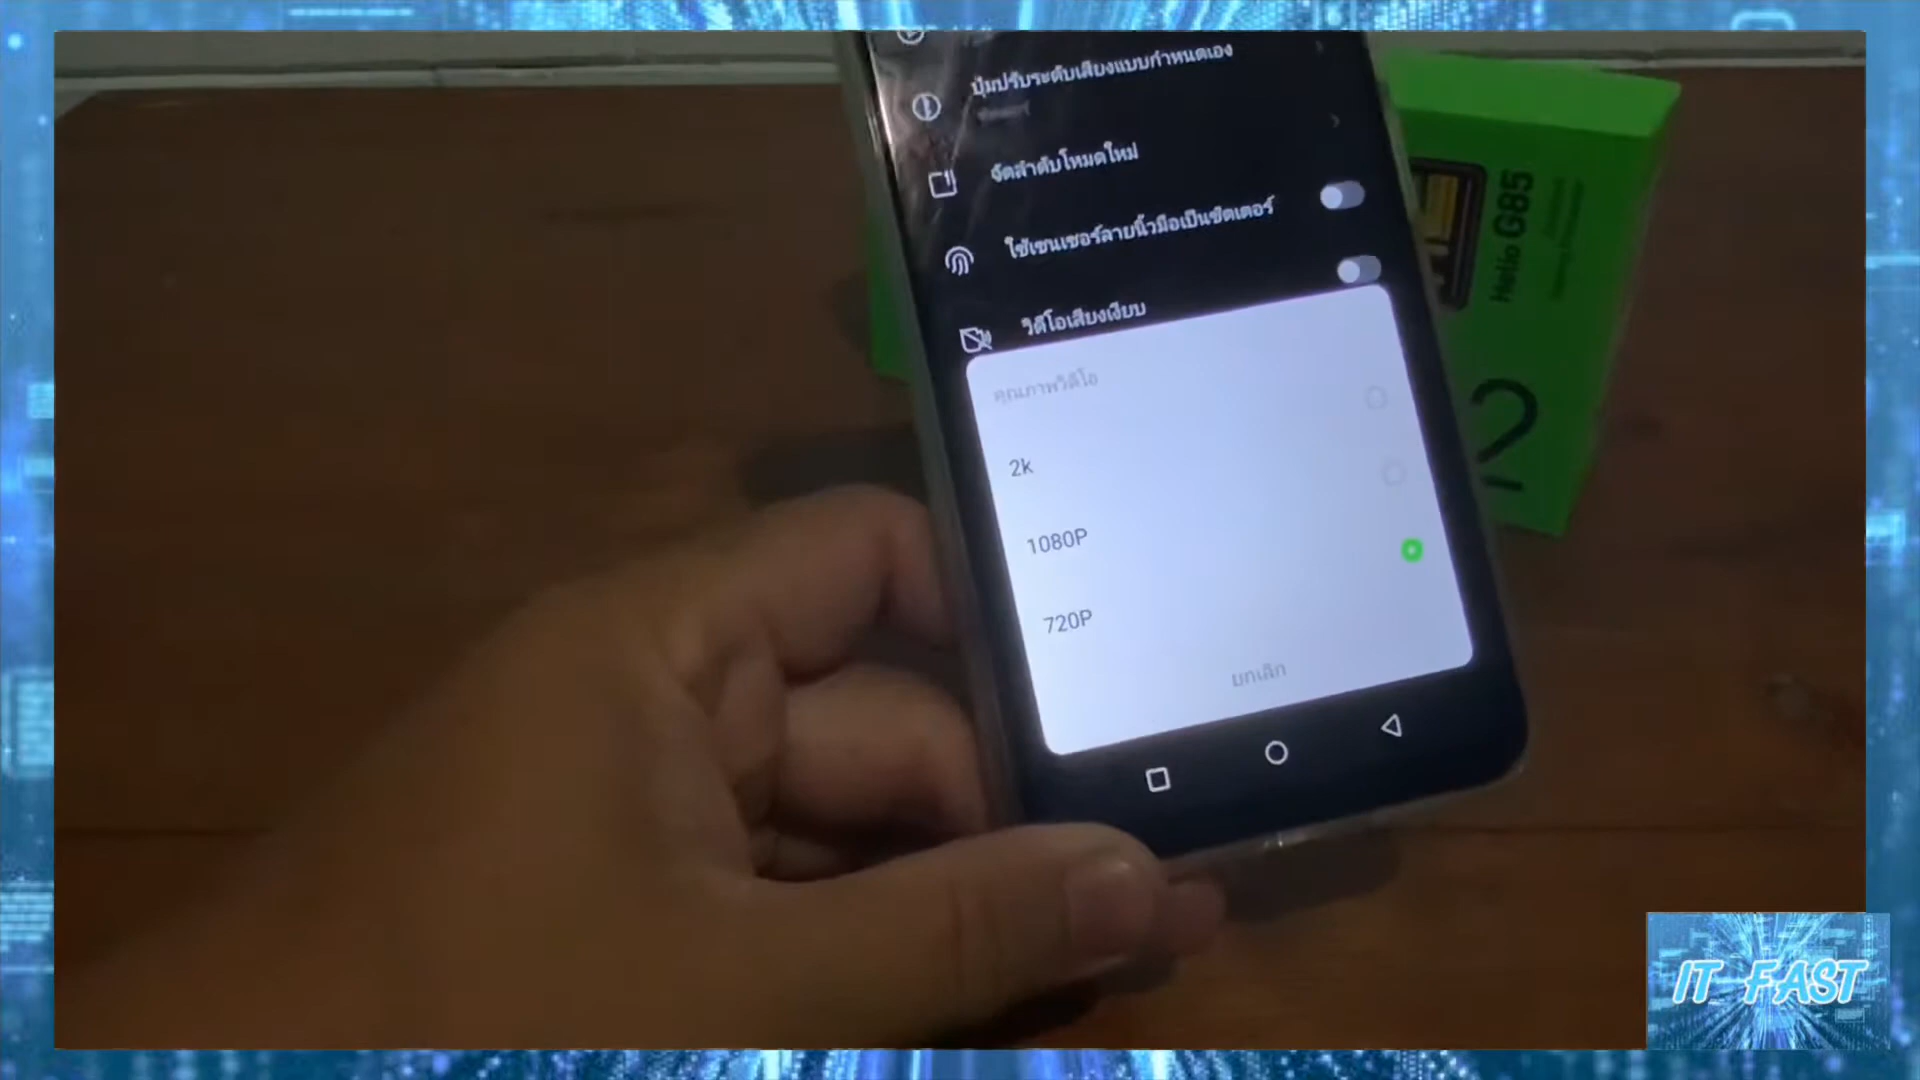 ปุ่มปรับระดับเสียงแบบกำหนดเอง
จัดลำดับโหมดใหม่
ใช้เซนเซอร์ลายนิ้วมือเป็นชัตเตอร์
วิดีโอเสียงเงียบ
คุณภาพวิดีโอ
2k
1080P
720P
ยกเลิก
Helio G85
2
IT FAST